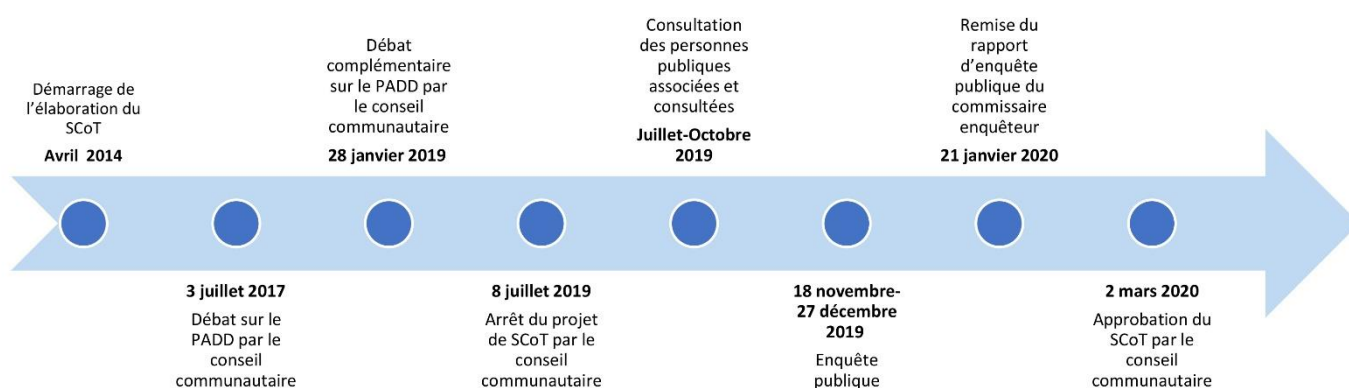 Démarrage de
l’élaboration du
SCoT
Avril 2014
3 juillet 2017
Débat sur le
PADD par le
conseil
communautaire
Débat
complémentaire
sur le PADD par
le conseil
communautaire
28 janvier 2019
8 juillet 2019
Arrêt du projet
de SCoT par le
conseil
communautaire
Consultation
des personnes
publiques
associées et
consultées
Juillet-Octobre
2019
18 novembre-
27 décembre
2019
Enquête
publique
Remise du
rapport
d’enquête
publique du
commissaire
enquêteur
21 janvier 2020
2 mars 2020
Approbation du
SCoT par le
conseil
communautaire